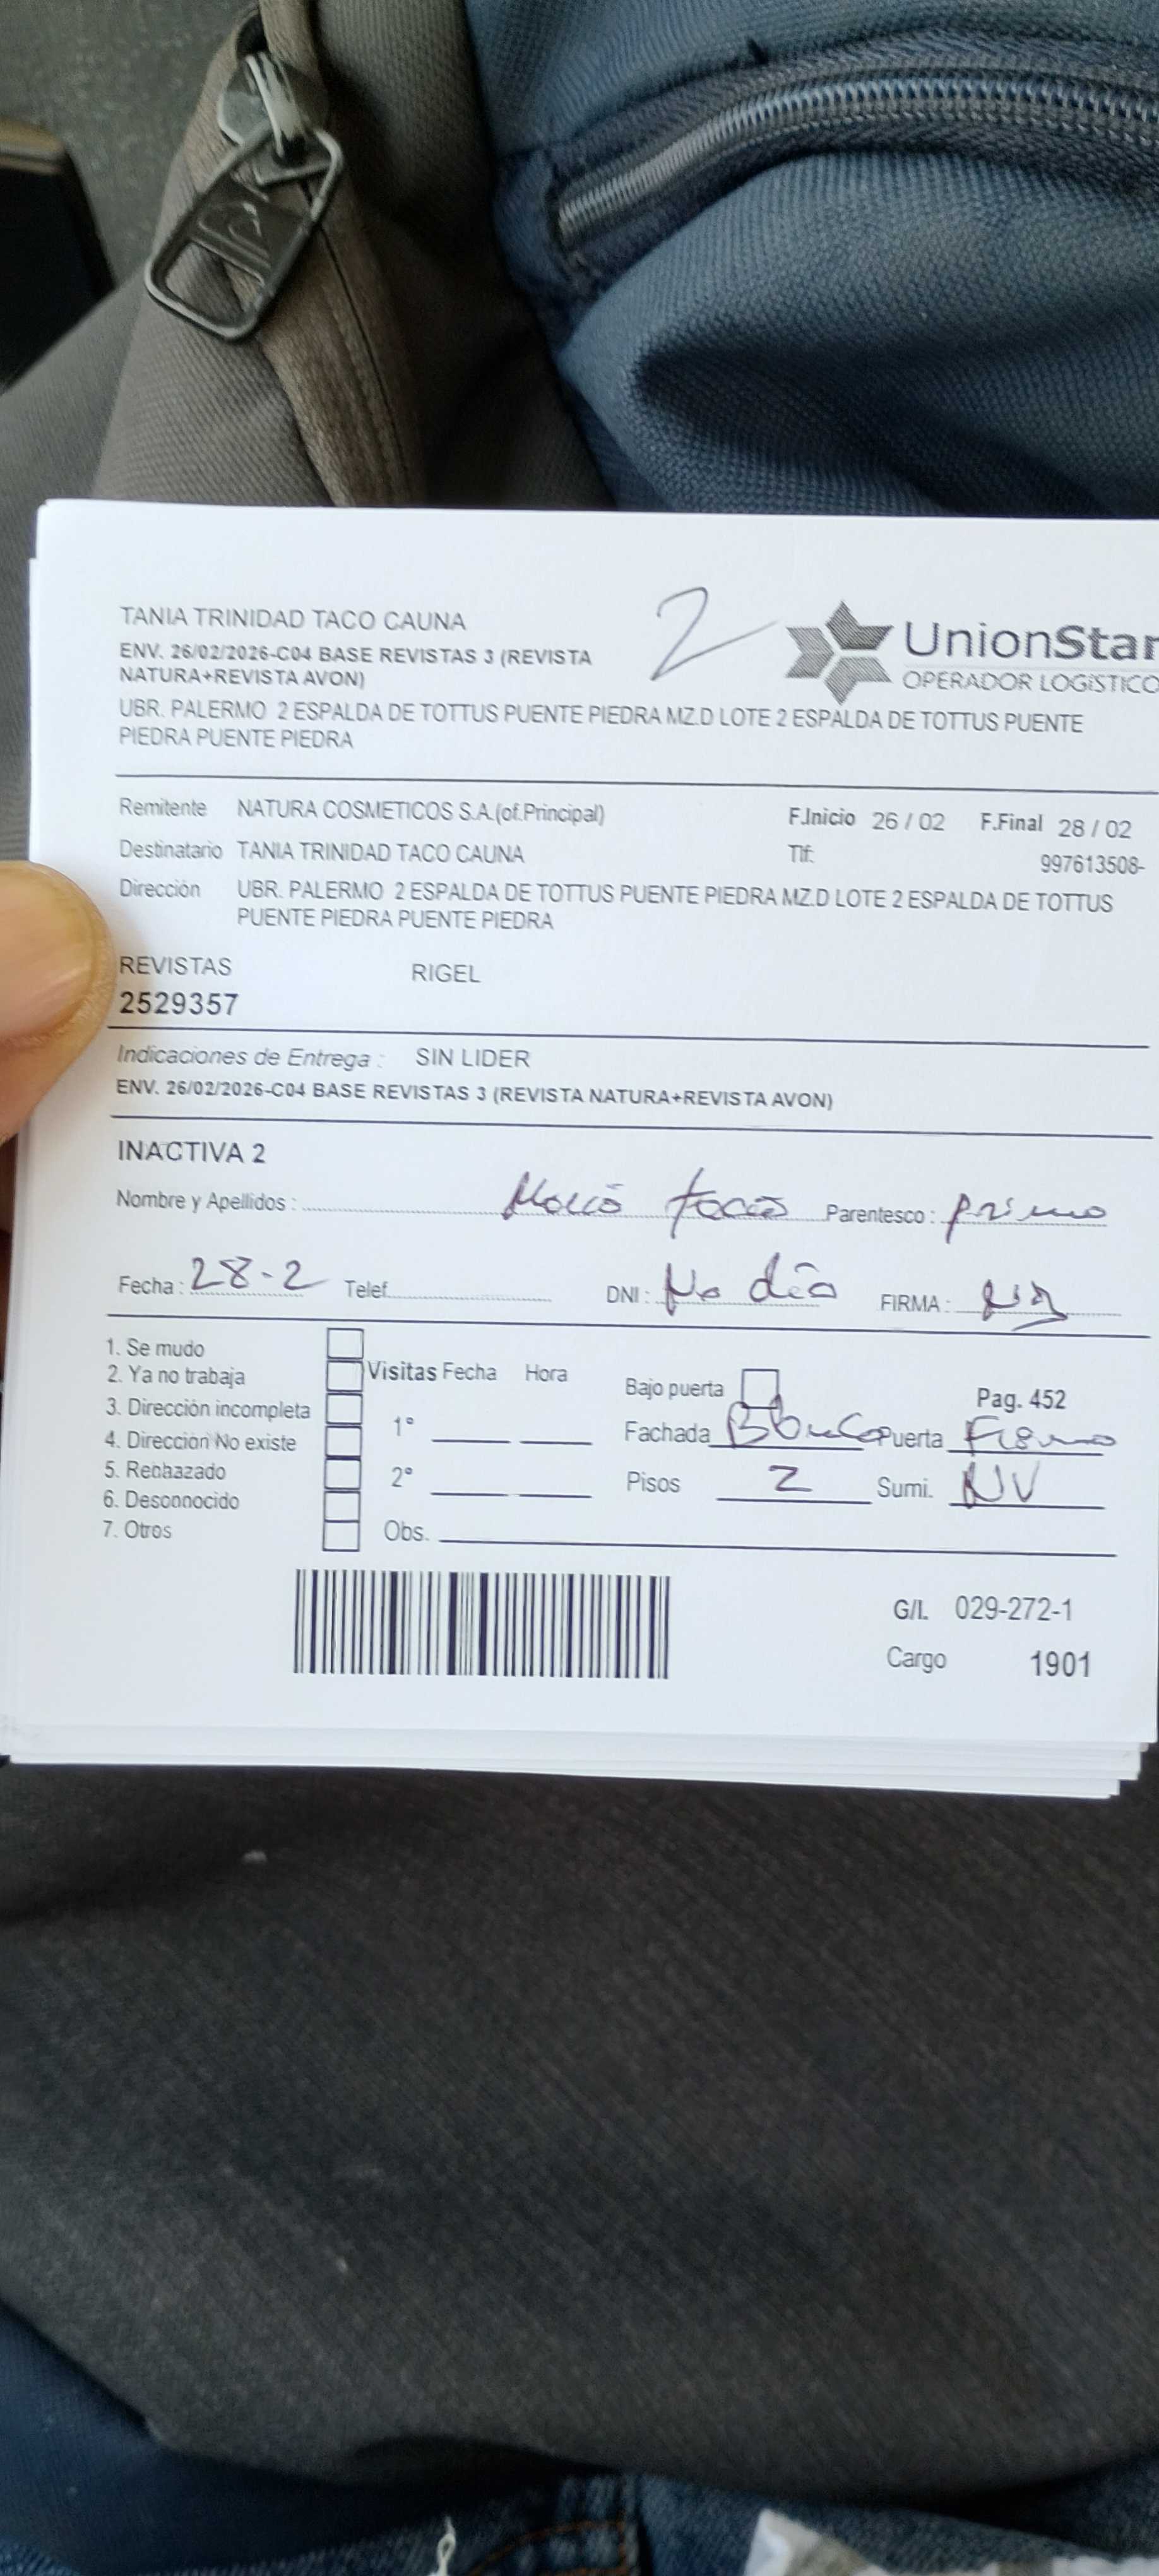 TANIA TRINIDAD TACO CAUNA
2
ENV. 26/02/2026-C04 BASE REVISTAS 3 (REVISTA
NATURA+REVISTA AVON)
UnionStar
OPERADOR LOGíSTICO
UBR. PALERMO 2 ESPALDA DE TOTTUS PUENTE PIEDRA MZ.D LOTE 2 ESPALDA DE TOTTUS PUENTE
PIEDRA PUENTE PIEDRA
Remitente NATURA COSMETICOS S.A.(of.Principal) F.Inicio 26 / 02 F.Final 28 / 02
Destinatario TANIA TRINIDAD TACO CAUNA Tlf: 997613508-
Dirección UBR. PALERMO 2 ESPALDA DE TOTTUS PUENTE PIEDRA MZ.D LOTE 2 ESPALDA DE TOTTUS
PUENTE PIEDRA PUENTE PIEDRA
REVISTAS RIGEL
2529357
Indicaciones de Entrega : SIN LIDER
ENV. 26/02/2026-C04 BASE REVISTAS 3 (REVISTA NATURA+REVISTA AVON)
INACTIVA 2
Nombre y Apellidos : Parentesco : primo
Fecha : 28-2 Telef. DNI : No dio FIRMA :
1. Se mudo
2. Ya no trabaja Visitas Fecha Hora Bajo puerta Pag. 452
3. Dirección incompleta 1° Fachada Blanco Puerta Fierro
4. Dirección No existe
5. Rechazado 2° Pisos 2 Sumi. NV
6. Desconocido
7. Otros Obs.
G/I. 029-272-1
Cargo 1901